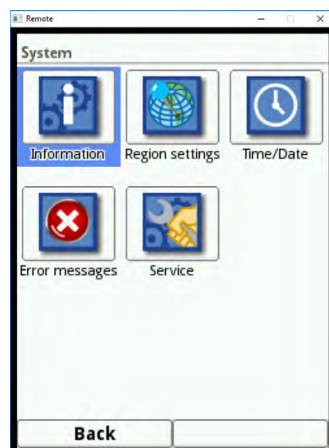 Remote
System
Information
Region settings
Time/Date
Error messages
Service
Back